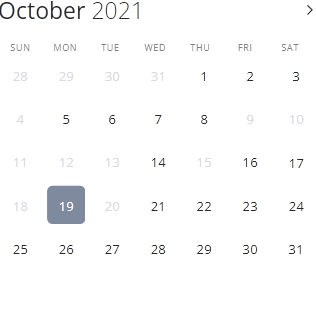 October 2021
SUN MON TUE WED THU FRI SAT
28 29 30 31 1 2 3
4 5 6 7 8 9 10
11 12 13 14 15 16 17
18 19 20 21 22 23 24
25 26 27 28 29 30 31